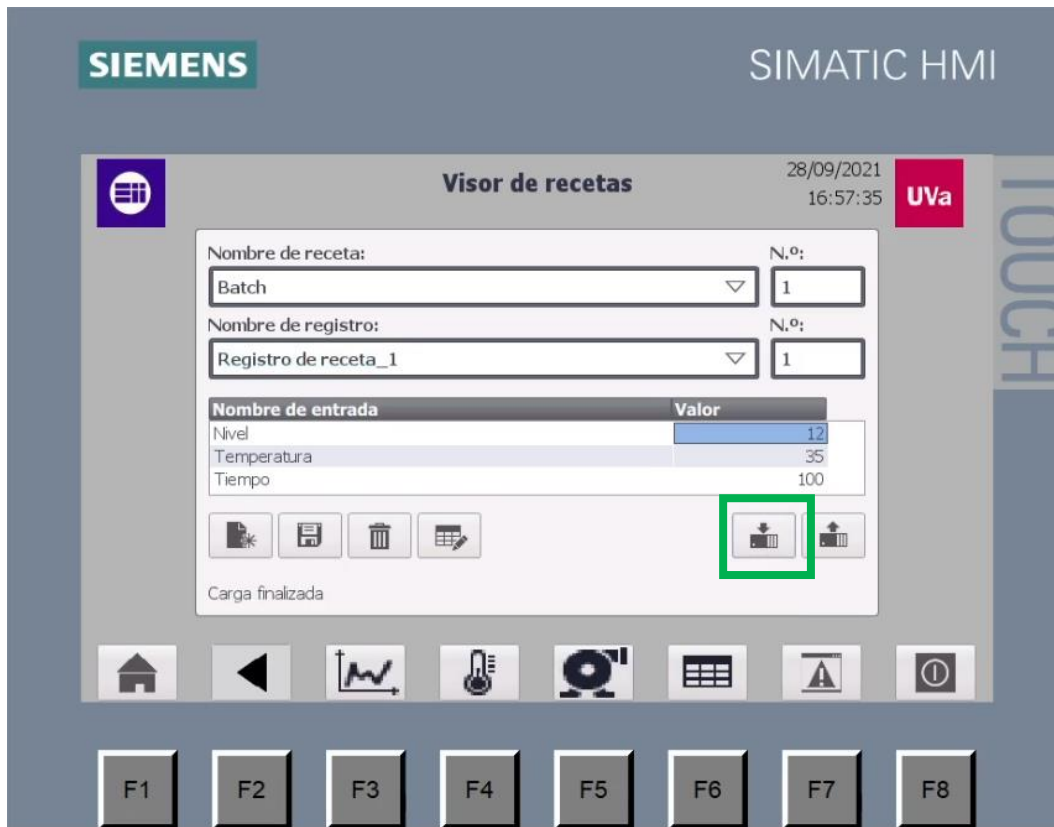 SIEMENS
SIMATIC HMI
TOUCH
Visor de recetas
28/09/2021
16:57:35
UVa
Nombre de receta:
N.º:
Batch
1
Nombre de registro:
N.º:
Registro de receta_1
1
Nombre de entrada Valor
Nivel 12
Temperatura 35
Tiempo 100
Carga finalizada
F1 F2 F3 F4 F5 F6 F7 F8